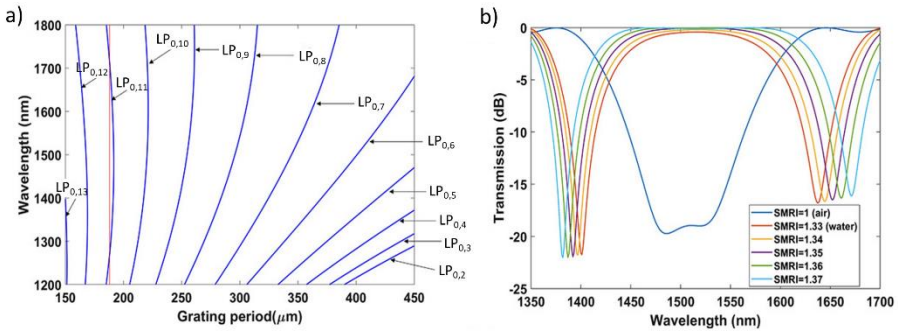 a)
1800
1700
1600
1500
1400
1300
1200
Wavelength (nm)
LP0,13
LP0,12
LP0,11
LP0,10
LP0,9
LP0,8
LP0,7
LP0,6
LP0,5
LP0,4
LP0,3
LP0,2
150 200 250 300 350 400 450
Grating period(μm)
b)
0
-5
-10
-15
-20
-25
Transmission (dB)
SMRI=1 (air)
SMRI=1.33 (water)
SMRI=1.34
SMRI=1.35
SMRI=1.36
SMRI=1.37
1350 1400 1450 1500 1550 1600 1650 1700
Wavelength (nm)